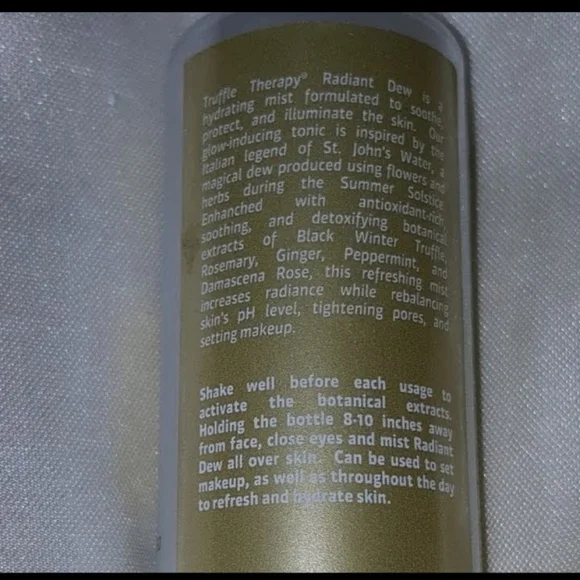 Truffle Therapy® Radiant Dew is a
hydrating mist formulated to soothe,
protect, and illuminate the skin. Our
glow-inducing tonic is inspired by the
Italian legend of St. John's Water, a
magical dew produced using flowers and
herbs during the Summer Solstice.
Enhanched with antioxidant-rich,
soothing, and detoxifying botanical
extracts of Black Winter Truffle,
Rosemary, Ginger, Peppermint, and
Damascena Rose, this refreshing mist
increases radiance while rebalancing
skin's pH level, tightening pores, and
setting makeup.
Shake well before each usage to
activate the botanical extracts.
Holding the bottle 8-10 inches away
from face, close eyes and mist Radiant
Dew all over skin. Can be used to set
makeup, as well as throughout the day
to refresh and hydrate skin.